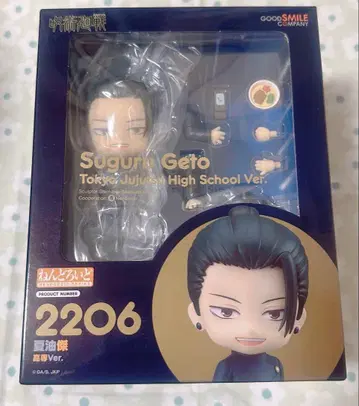 呪術廻戦
GOOD SMILE
COMPANY
Suguru Geto
Tokyo Jujutsu High School Ver.
ねんどろいど
PRODUCT NUMBER
2206
夏油傑
高専Ver.